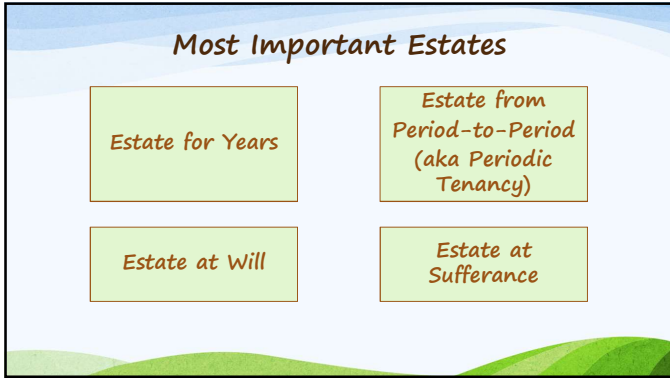 Most Important Estates
Estate for Years
Estate from
Period-to-Period
(aka Periodic
Tenancy)
Estate at Will
Estate at
Sufferance